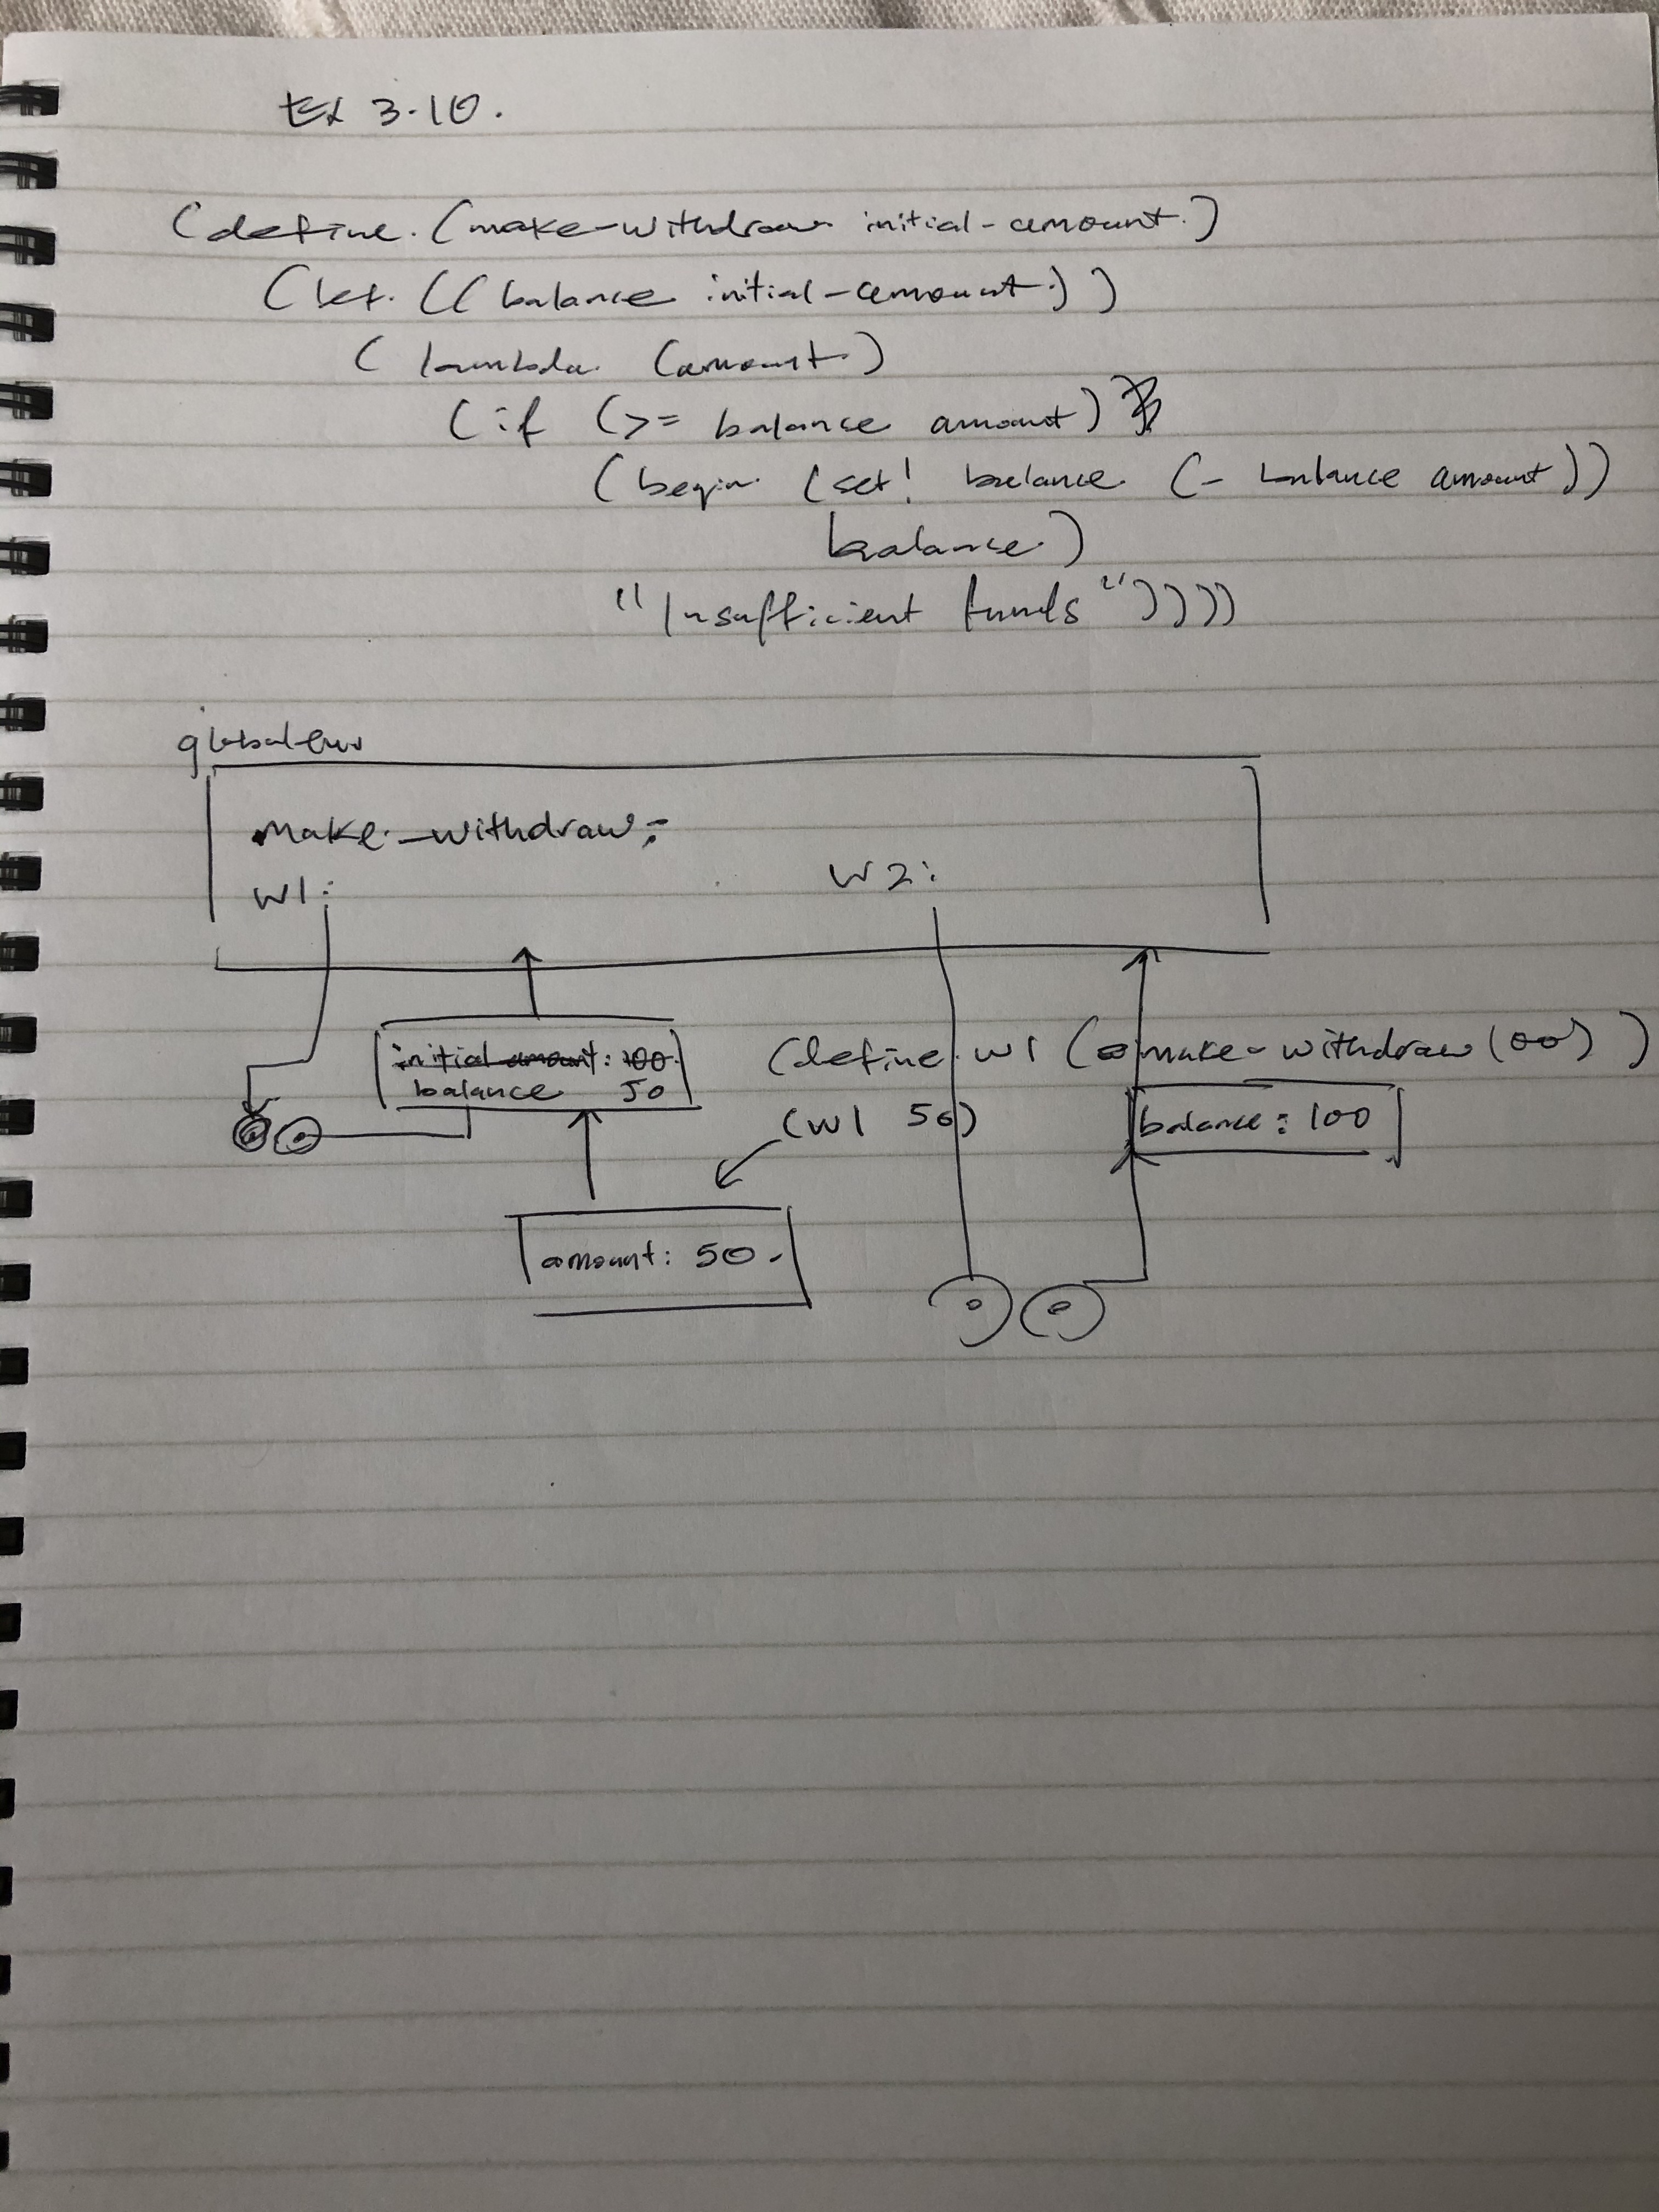 Ex 3.10.
(define (make-withdraw initial-amount)
(let ((balance initial-amount))
(lambda (amount)
(if (>= balance amount)
(begin (set! balance (- balance amount))
balance)
"Insufficient funds"))))
global env
make-withdraw:
W1: W2:
initial amount: 100
balance 50
(define W1 (make-withdraw 100))
(W1 50)
balance: 100
amount: 50